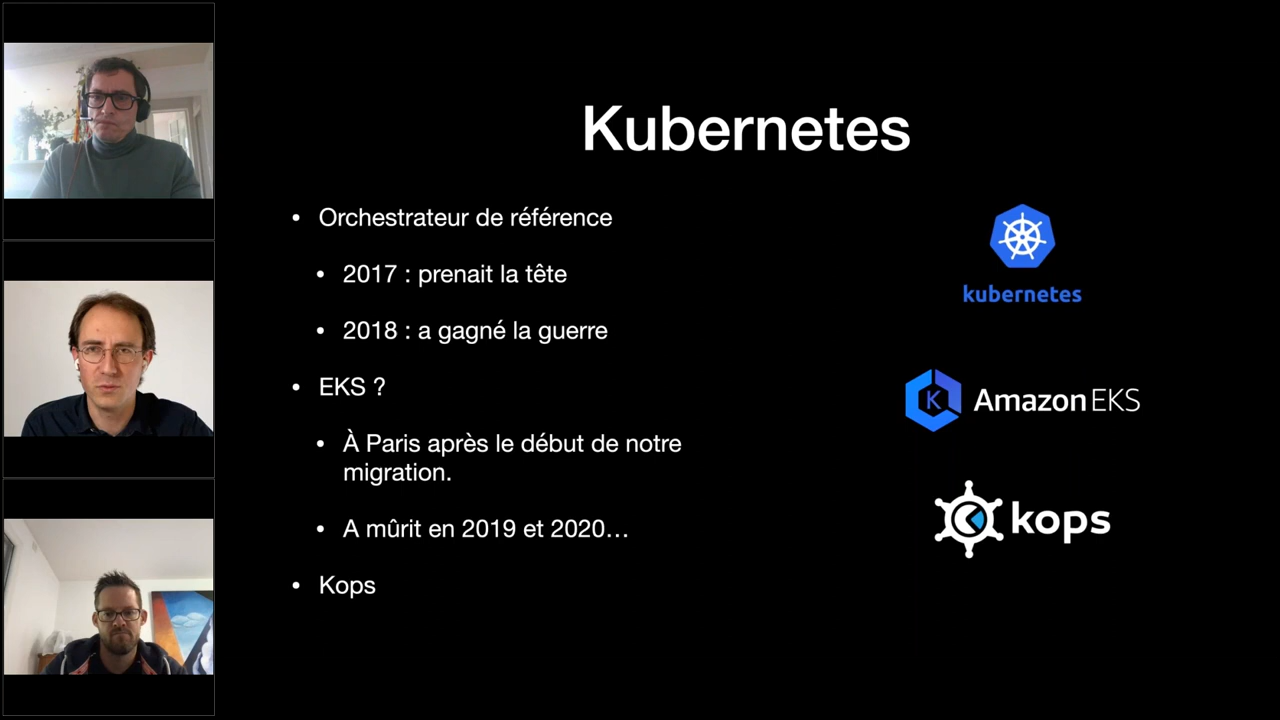 Kubernetes
• Orchestrateur de référence
• 2017 : prenait la tête
• 2018 : a gagné la guerre
• EKS ?
• À Paris après le début de notre
migration.
• A mûrit en 2019 et 2020…
• Kops
kubernetes
K Amazon EKS
kops